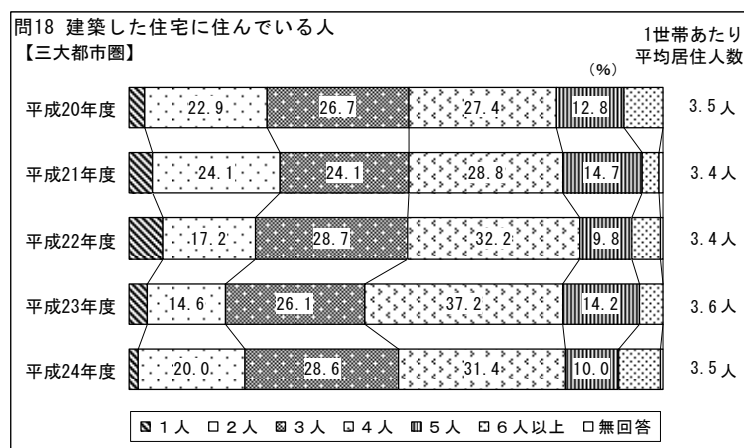 問18 建築した住宅に住んでいる人
【三大都市圏】
1世帯あたり
平均居住人数
(%)
平成20年度 22.9 26.7 27.4 12.8 3.5人
平成21年度 24.1 24.1 28.8 14.7 3.4人
平成22年度 17.2 28.7 32.2 9.8 3.4人
平成23年度 14.6 26.1 37.2 14.2 3.6人
平成24年度 20.0 28.6 31.4 10.0 3.5人
1人 2人 3人 4人 5人 6人以上 無回答